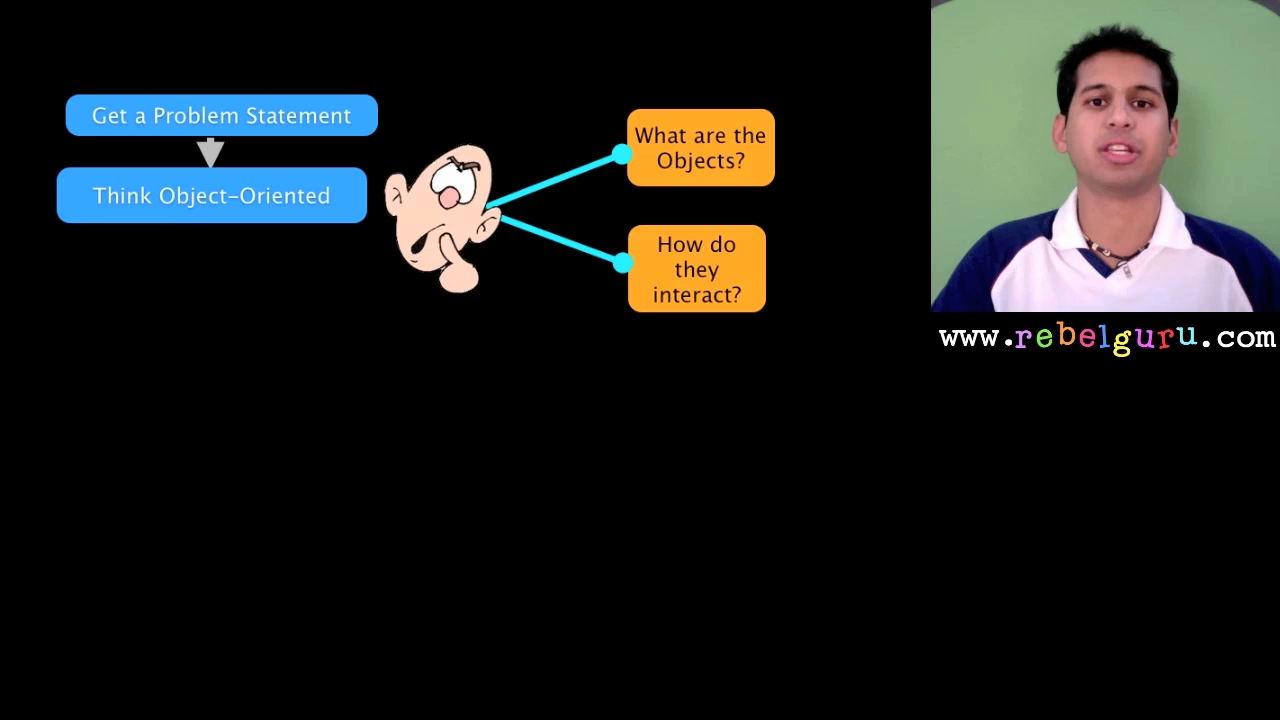 Get a Problem Statement
Think Object-Oriented
What are the
Objects?
How do
they
interact?
www.rebelguru.com